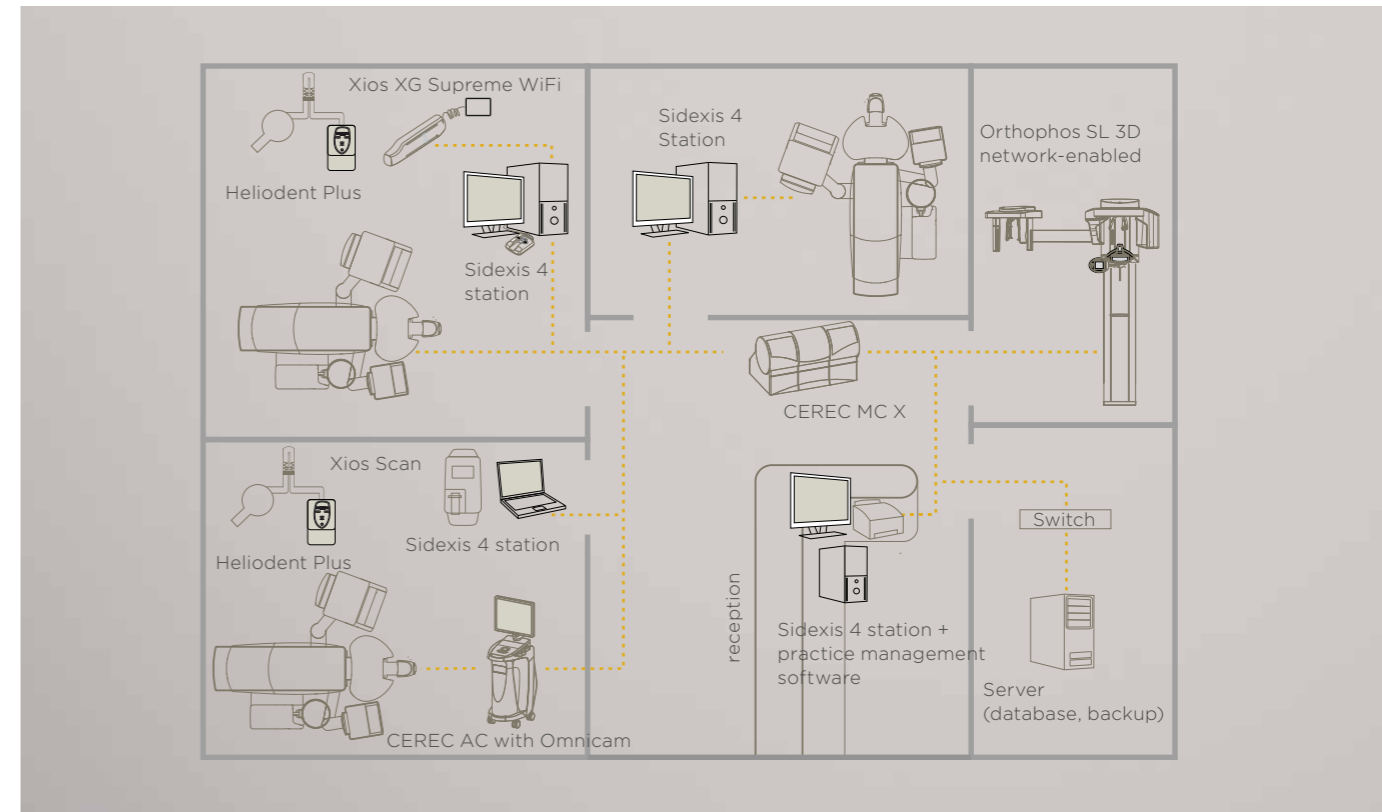 Xios XG Supreme WiFi
Heliodent Plus
Sidexis 4
station
Sidexis 4
Station
Orthophos SL 3D
network-enabled
CEREC MC X
Xios Scan
Sidexis 4 station
Heliodent Plus
CEREC AC with Omnicam
reception
Sidexis 4 station +
practice management
software
Switch
Server
(database, backup)